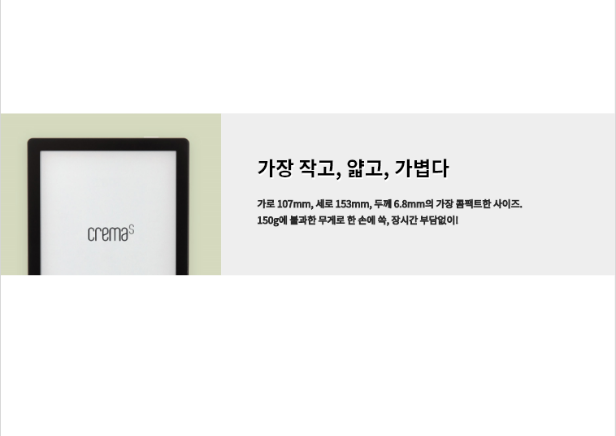 가장 작고, 얇고, 가볍다
가로 107mm, 세로 153mm, 두께 6.8mm의 가장 콤팩트한 사이즈.
150g에 불과한 무게로 한 손에 쏙, 장시간 부담없이!
cremaS